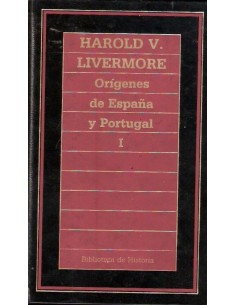 HAROLD V.
LIVERMORE
Orígenes
de España
y Portugal
I
Biblioteca de Historia